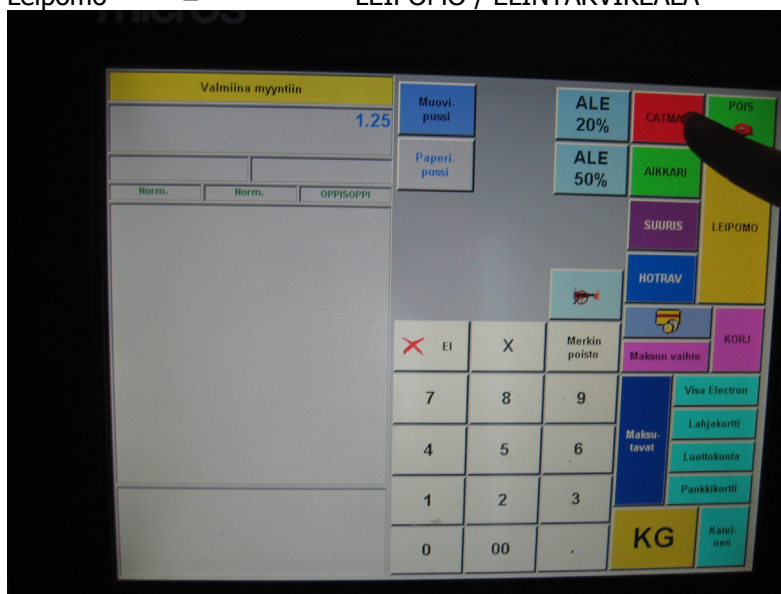 Leipomo
LEIPOMO / ELINTARVIKEALA
micros
Valmiina myyntiin
1.25
Norm.
Norm.
OPPISOPPI
Muovi-
pussi
Paperi-
pussi
ALE
20%
ALE
50%
POIS
AIKKARI
SUURIS
LEIPOMO
HOTRAV
EI
X
Merkin
poisto
Maksun vaihto
KORJ
7
8
9
4
5
6
1
2
3
0
00
.
Maksu-
tavat
Visa Electron
Lahjakortti
Luottokunta
Pankkikortti
KG
Katei-
nen